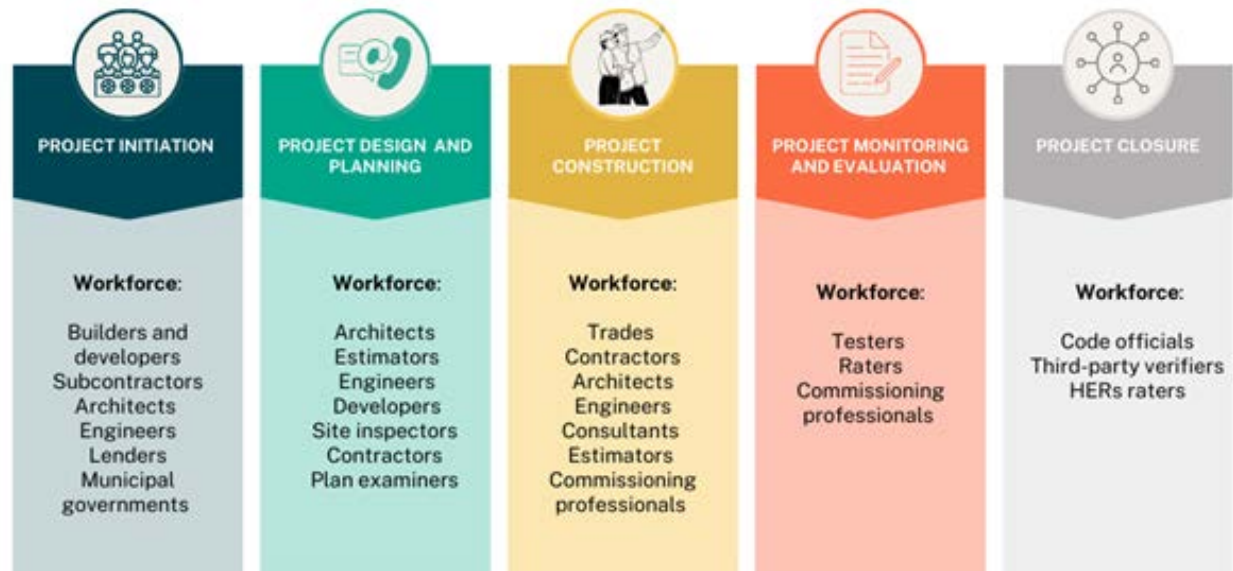 PROJECT INITIATION
Workforce:
Builders and
developers
Subcontractors
Architects
Engineers
Lenders
Municipal
governments
PROJECT DESIGN AND
PLANNING
Workforce:
Architects
Estimators
Engineers
Developers
Site inspectors
Contractors
Plan examiners
PROJECT
CONSTRUCTION
Workforce:
Trades
Contractors
Architects
Engineers
Consultants
Estimators
Commissioning
professionals
PROJECT MONITORING
AND EVALUATION
Workforce:
Testers
Raters
Commissioning
professionals
PROJECT CLOSURE
Workforce:
Code officials
Third-party verifiers
HERs raters